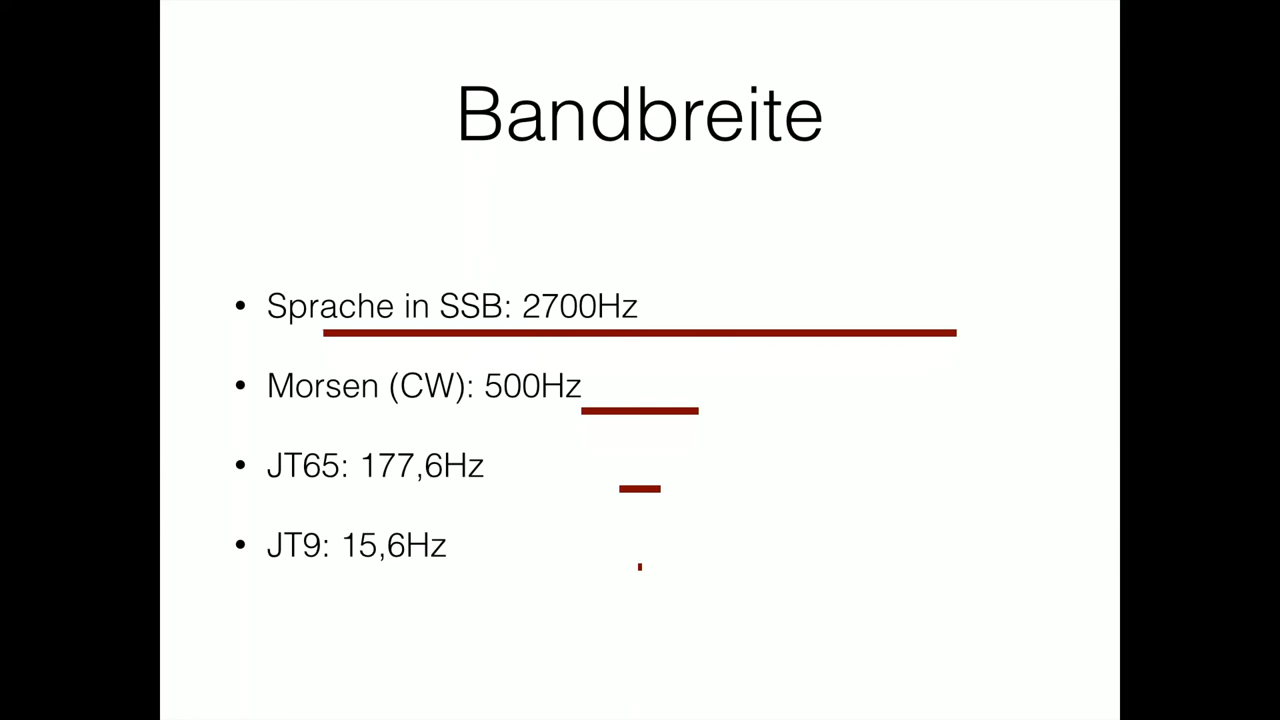 Bandbreite
• Sprache in SSB: 2700Hz
• Morsen (CW): 500Hz
• JT65: 177,6Hz
• JT9: 15,6Hz